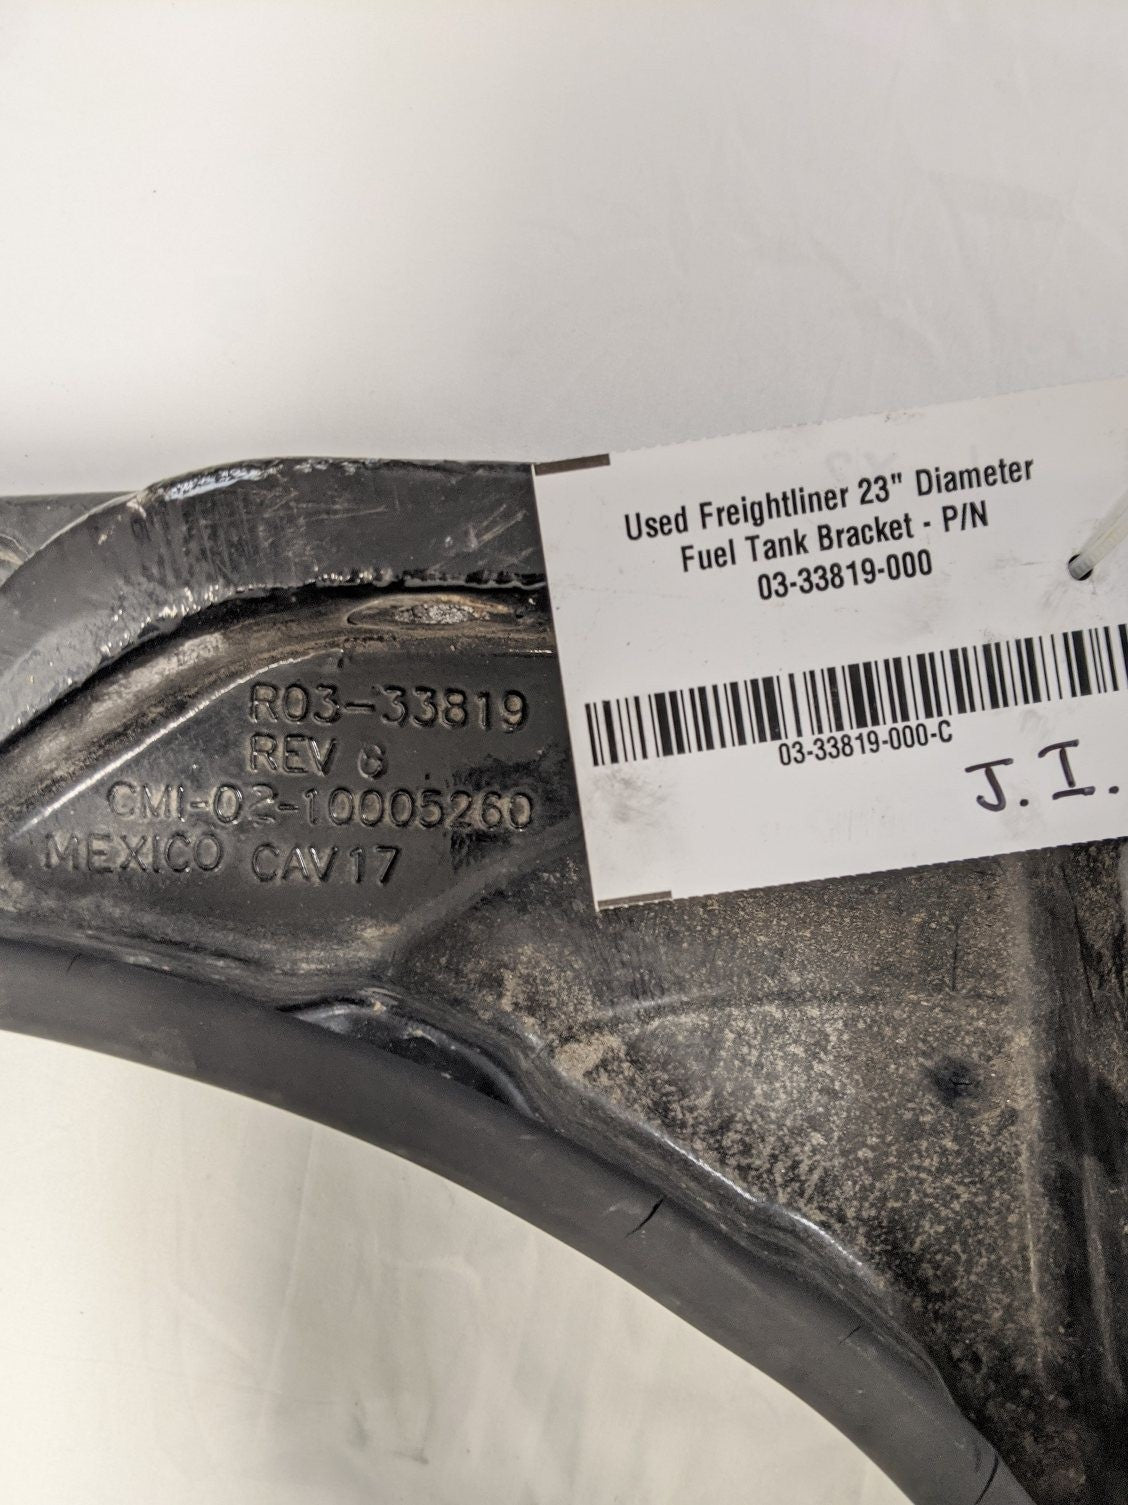 Used Freightliner 23" Diameter
Fuel Tank Bracket - P/N
03-33819-000
03-33819-000-C
J.I.
R03-33819
REV
CMI-02-10005260
MEXICO CAV17